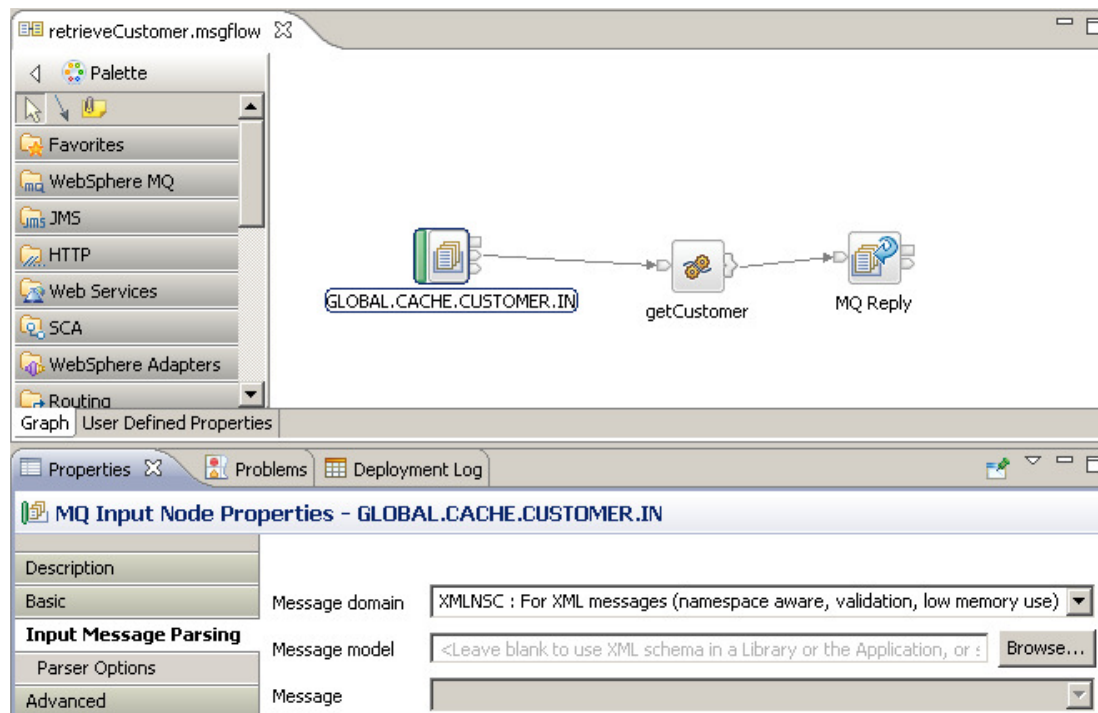 retrieveCustomer.msgflow
Palette
Favorites
mq WebSphere MQ
Jms JMS
HTTP
Web Services
SCA
WebSphere Adapters
Routing
GLOBAL.CACHE.CUSTOMER.IN
getCustomer
MQ Reply
Graph User Defined Properties
Properties Problems Deployment Log
MQ Input Node Properties - GLOBAL.CACHE.CUSTOMER.IN
Description
Basic
Message domain XMLNSC : For XML messages (namespace aware, validation, low memory use)
Input Message Parsing
Message model <Leave blank to use XML schema in a Library or the Application, or Browse...
Parser Options
Advanced
Message